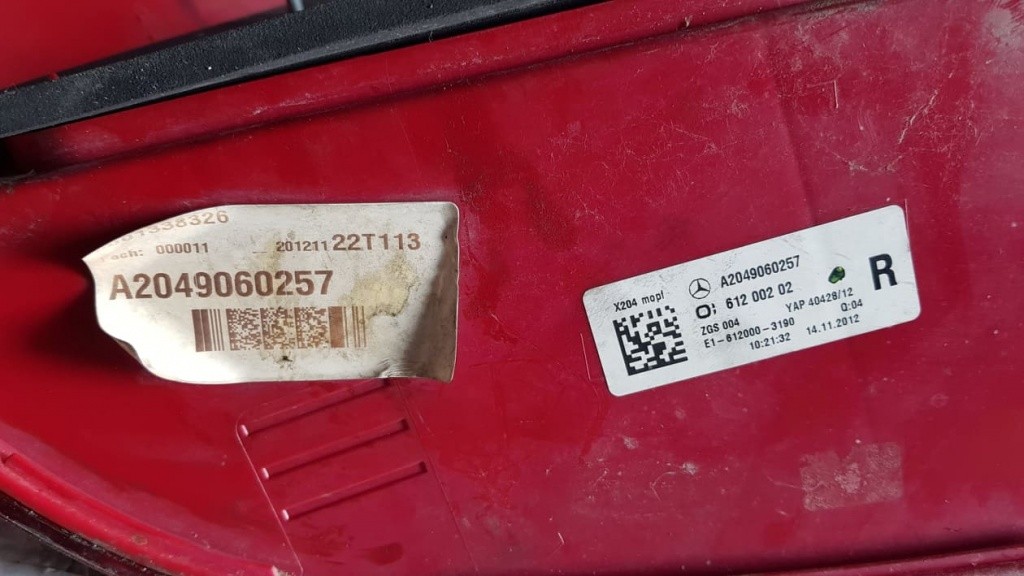 338326
Fach: 000011 201211 22T113
A2049060257
X204 mopf A2049060257
612 002 02 R
ZGS 004 YAP 40428/12
E1-612000-3190 Q:04
10:21:32 14.11.2012